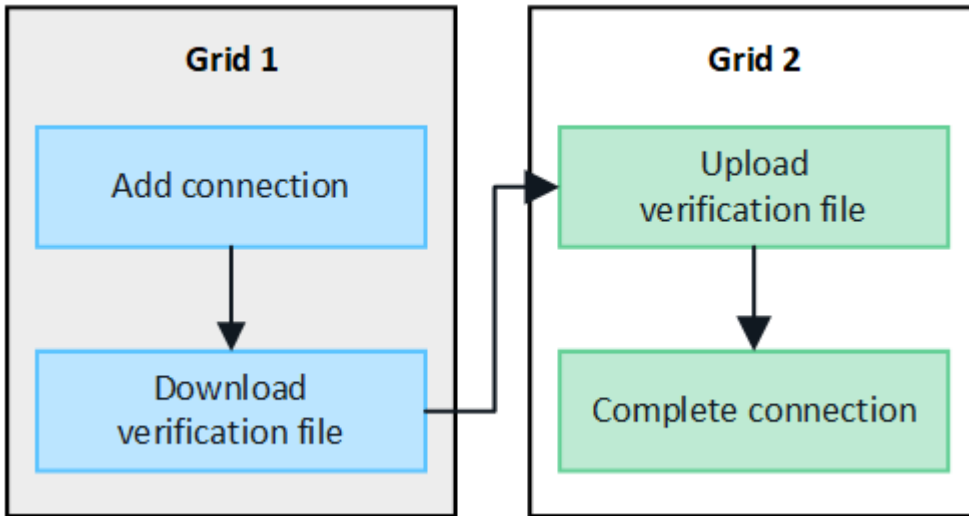 Grid 1
Add connection
Download
verification file
Grid 2
Upload
verification file
Complete connection